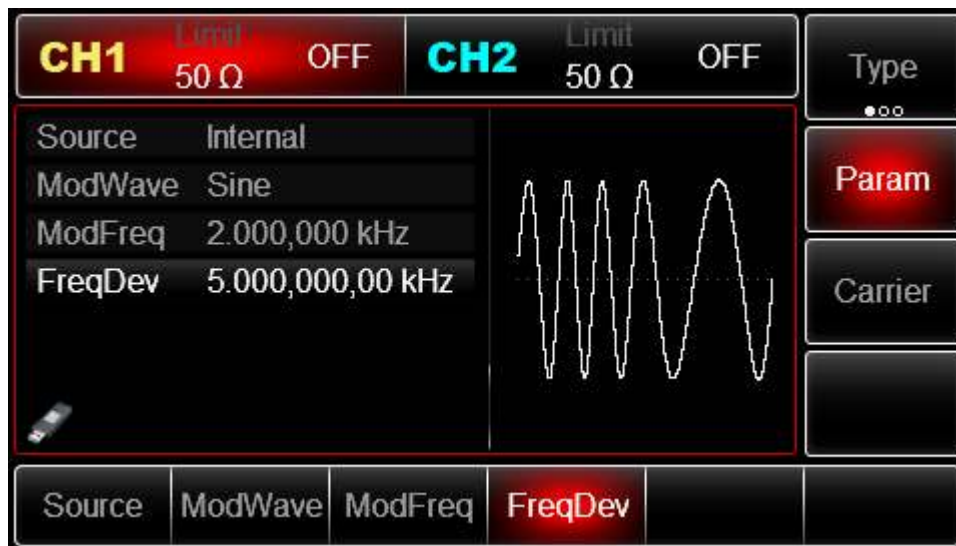 CH1 Limit 50 Ω OFF CH2 Limit 50 Ω OFF
Type
Param
Carrier
Source Internal
ModWave Sine
ModFreq 2.000,000 kHz
FreqDev 5.000,000,00 kHz
Source ModWave ModFreq FreqDev